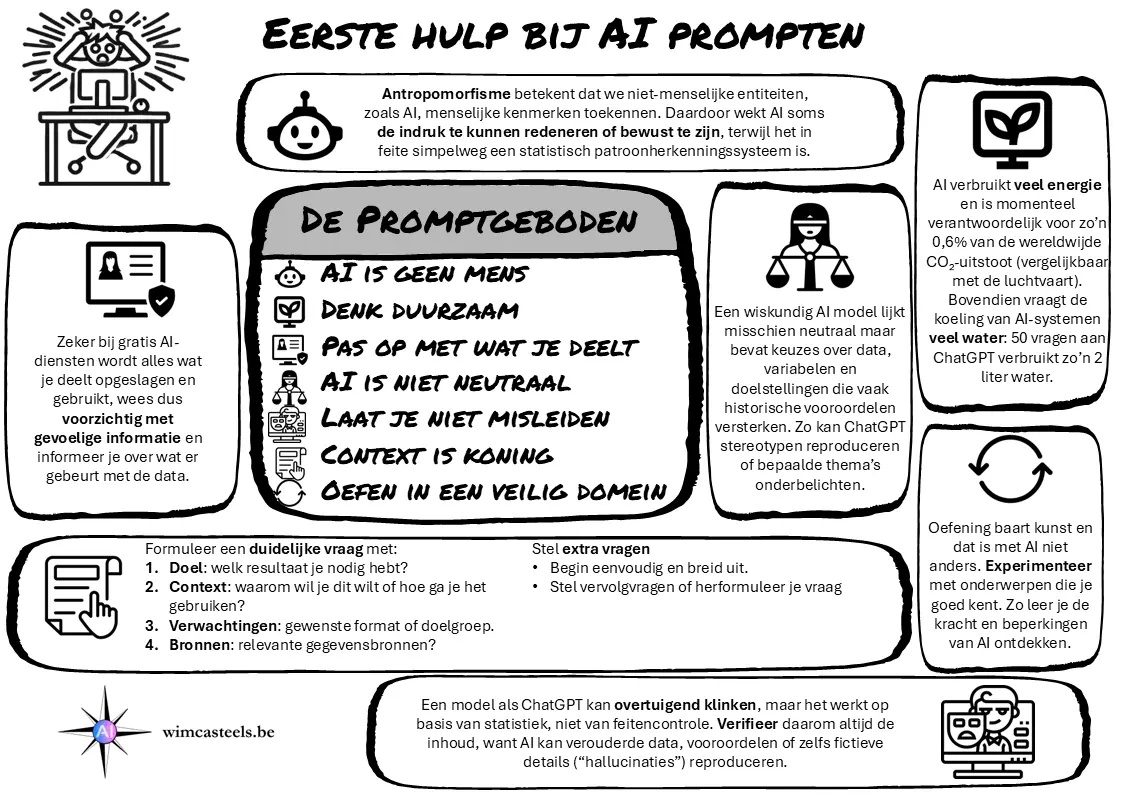 EERSTE HULP BIJ AI PROMPTEN
Antropomorfisme betekent dat we niet-menselijke entiteiten,
zoals AI, menselijke kenmerken toekennen. Daardoor wekt AI soms
de indruk te kunnen redeneren of bewust te zijn, terwijl het in
feite simpelweg een statistisch patroonherkenningssysteem is.
AI verbruikt veel energie
en is momenteel
verantwoordelijk voor zo’n
0,6% van de wereldwijde
CO₂-uitstoot (vergelijkbaar
met de luchtvaart).
Bovendien vraagt de
koeling van AI-systemen
veel water: 50 vragen aan
ChatGPT verbruikt zo’n 2
liter water.
Zeker bij gratis AI-
diensten wordt alles wat
je deelt opgeslagen en
gebruikt, wees dus
voorzichtig met
gevoelige informatie en
informeer je over wat er
gebeurt met de data.
DE PROMPTGEBODEN
AI IS GEEN MENS
DENK DUURZAAM
PAS OP MET WAT JE DEELT
AI IS NIET NEUTRAAL
LAAT JE NIET MISLEIDEN
CONTEXT IS KONING
OEFEN IN EEN VEILIG DOMEIN
Een wiskundig AI model lijkt
misschien neutraal maar
bevat keuzes over data,
variabelen en
doelstellingen die vaak
historische vooroordelen
versterken. Zo kan ChatGPT
stereotypen reproduceren
of bepaalde thema’s
onderbelichten.
Oefening baart kunst en
dat is met AI niet
anders. Experimenteer
met onderwerpen die je
goed kent. Zo leer je de
kracht en beperkingen
van AI ontdekken.
Formuleer een duidelijke vraag met:
1. Doel: welk resultaat je nodig hebt?
2. Context: waarom wil je dit wilt of hoe ga je het
gebruiken?
3. Verwachtingen: gewenste format of doelgroep.
4. Bronnen: relevante gegevensbronnen?
Stel extra vragen
• Begin eenvoudig en breid uit.
• Stel vervolgvragen of herformuleer je vraag
AI
wimcasteels.be
Een model als ChatGPT kan overtuigend klinken, maar het werkt op
basis van statistiek, niet van feitencontrole. Verifieer daarom altijd de
inhoud, want AI kan verouderde data, vooroordelen of zelfs fictieve
details (“hallucinaties”) reproduceren.